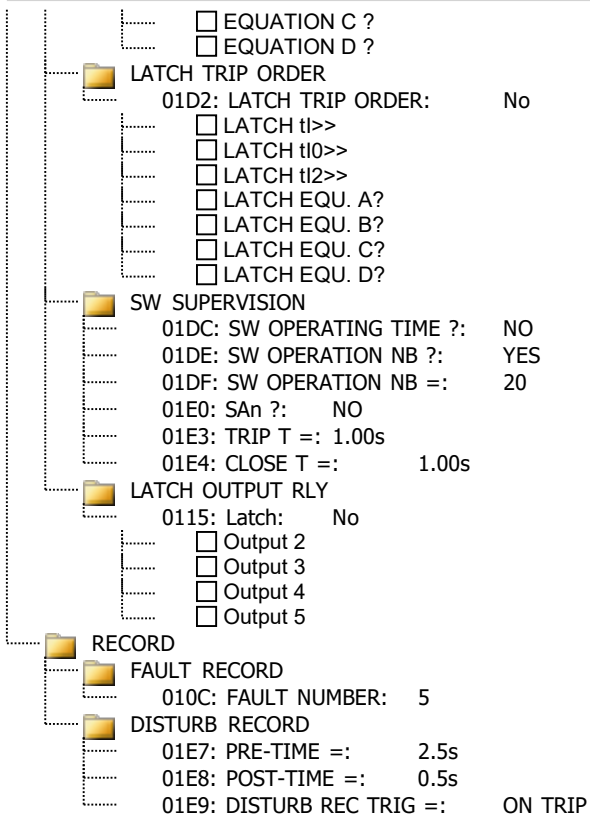 EQUATION C ?
EQUATION D ?
LATCH TRIP ORDER
01D2: LATCH TRIP ORDER: No
LATCH tI>>
LATCH tI0>>
LATCH tI2>>
LATCH EQU. A?
LATCH EQU. B?
LATCH EQU. C?
LATCH EQU. D?
SW SUPERVISION
01DC: SW OPERATING TIME ?: NO
01DE: SW OPERATION NB ?: YES
01DF: SW OPERATION NB =: 20
01E0: SAn ?: NO
01E3: TRIP T =: 1.00s
01E4: CLOSE T =: 1.00s
LATCH OUTPUT RLY
0115: Latch: No
Output 2
Output 3
Output 4
Output 5
RECORD
FAULT RECORD
010C: FAULT NUMBER: 5
DISTURB RECORD
01E7: PRE-TIME =: 2.5s
01E8: POST-TIME =: 0.5s
01E9: DISTURB REC TRIG =: ON TRIP